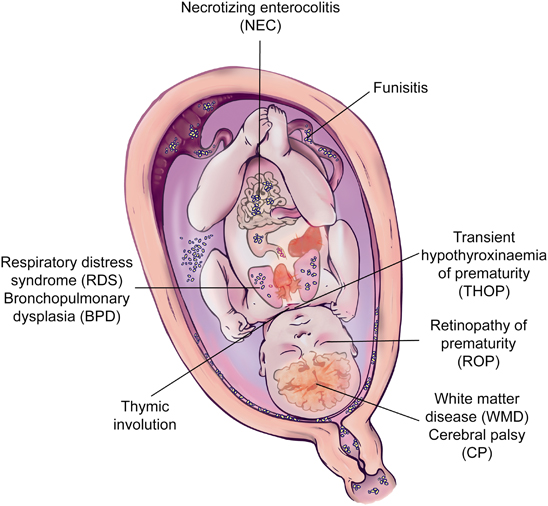 Necrotizing enterocolitis
(NEC)
Funisitis
Respiratory distress
syndrome (RDS)
Bronchopulmonary
dysplasia (BPD)
Transient
hypothyroxinaemia
of prematurity
(THOP)
Retinopathy of
prematurity
(ROP)
White matter
disease (WMD)
Cerebral palsy
(CP)
Thymic
involution